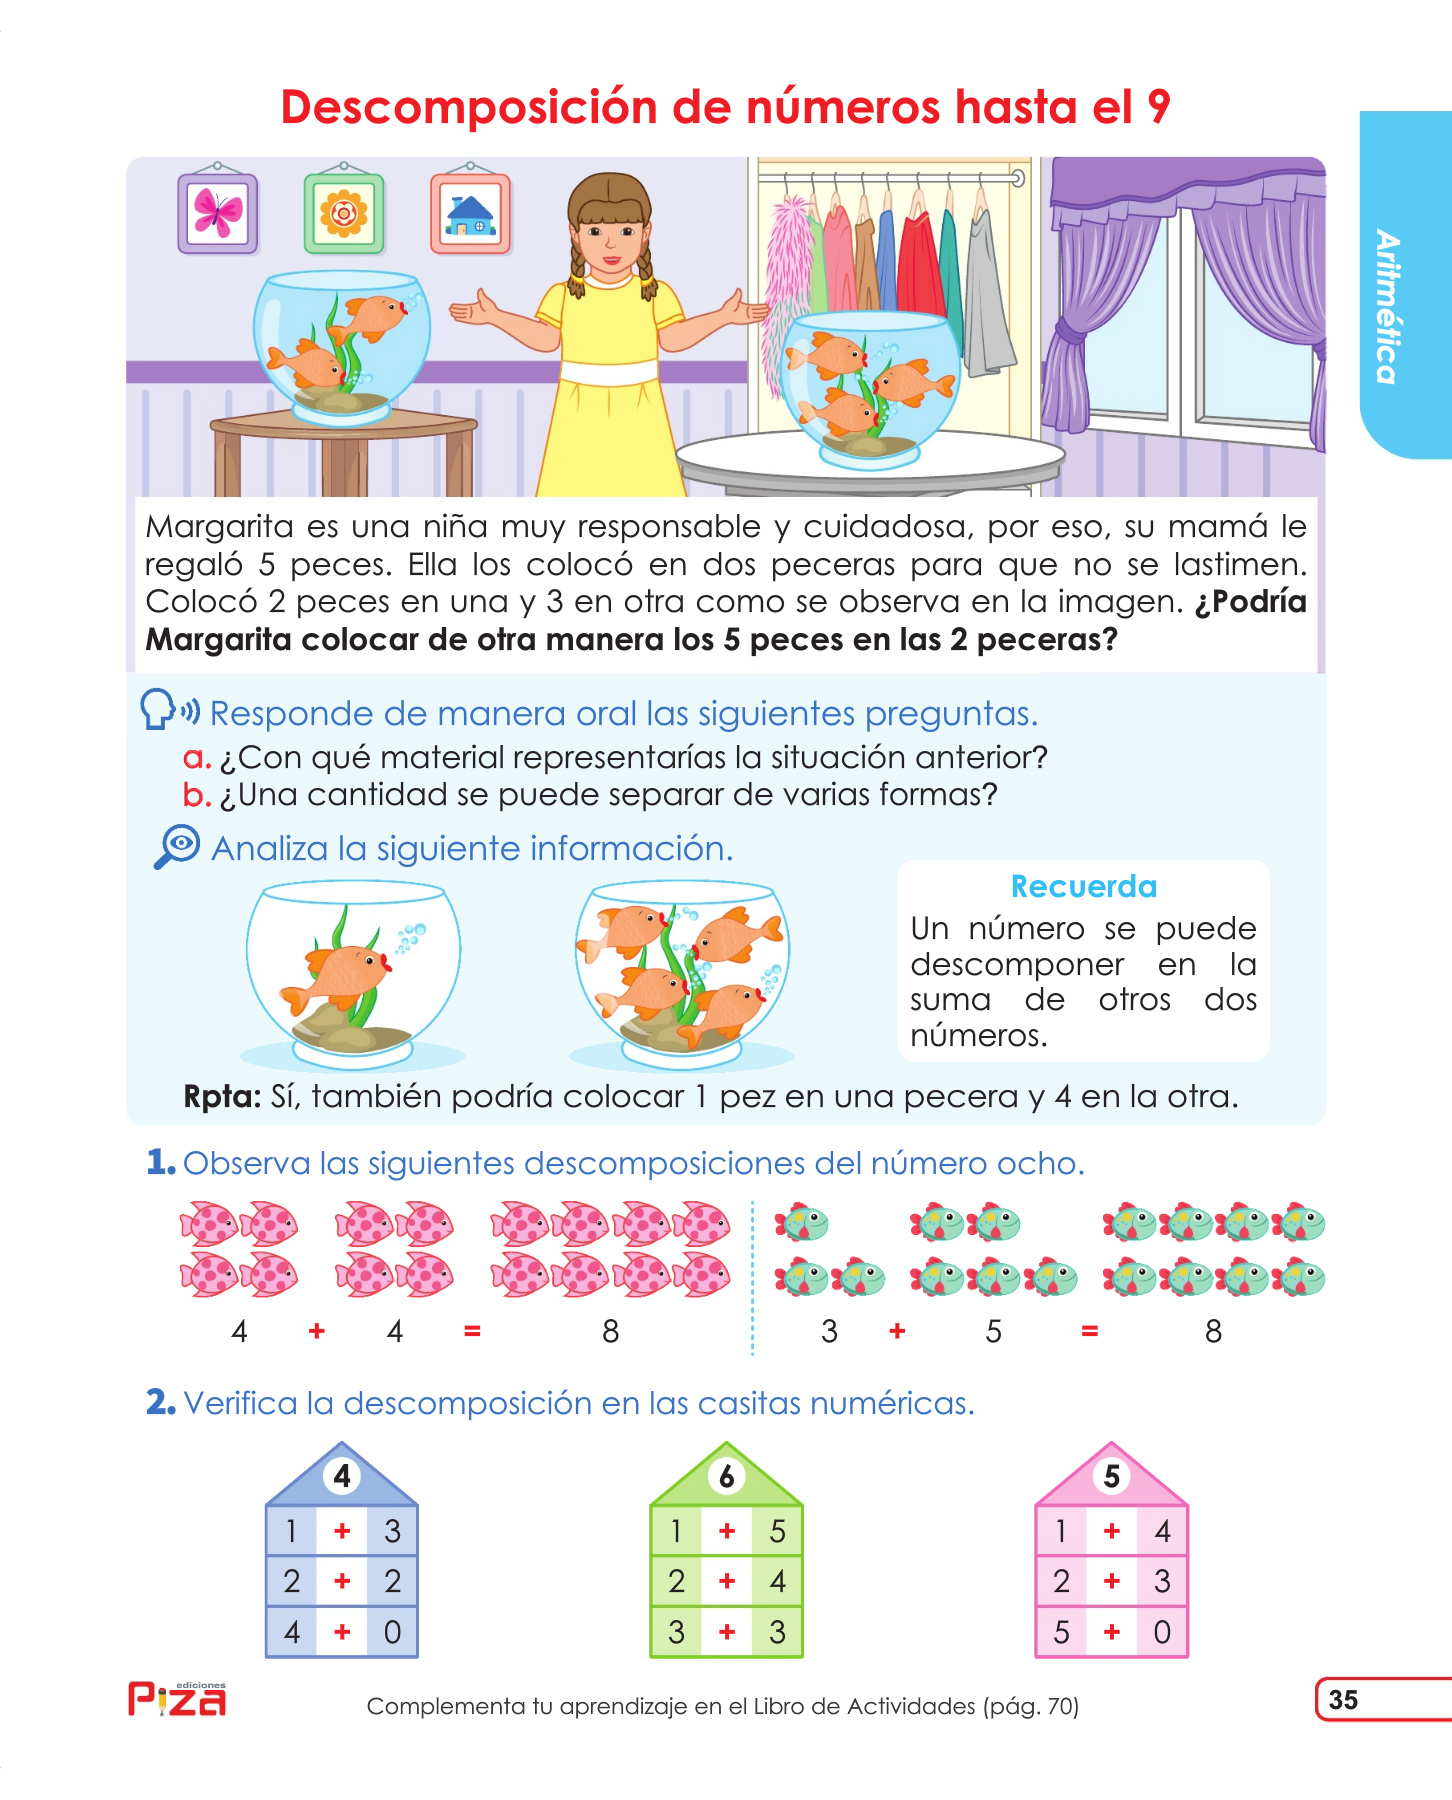 Descomposición de números hasta el 9
Aritmética
Margarita es una niña muy responsable y cuidadosa, por eso, su mamá le
regaló 5 peces. Ella los colocó en dos peceras para que no se lastimen.
Colocó 2 peces en una y 3 en otra como se observa en la imagen. ¿Podría
Margarita colocar de otra manera los 5 peces en las 2 peceras?
Responde de manera oral las siguientes preguntas.
a. ¿Con qué material representarías la situación anterior?
b. ¿Una cantidad se puede separar de varias formas?
Analiza la siguiente información.
Recuerda
Un número se puede
descomponer en la
suma de otros dos
números.
Rpta: Sí, también podría colocar 1 pez en una pecera y 4 en la otra.
1. Observa las siguientes descomposiciones del número ocho.
4 + 4 = 8
3 + 5 = 8
2. Verifica la descomposición en las casitas numéricas.
4
1 + 3
2 + 2
4 + 0
6
1 + 5
2 + 4
3 + 3
5
1 + 4
2 + 3
5 + 0
ediciones
Piza
Complementa tu aprendizaje en el Libro de Actividades (pág. 70)
35